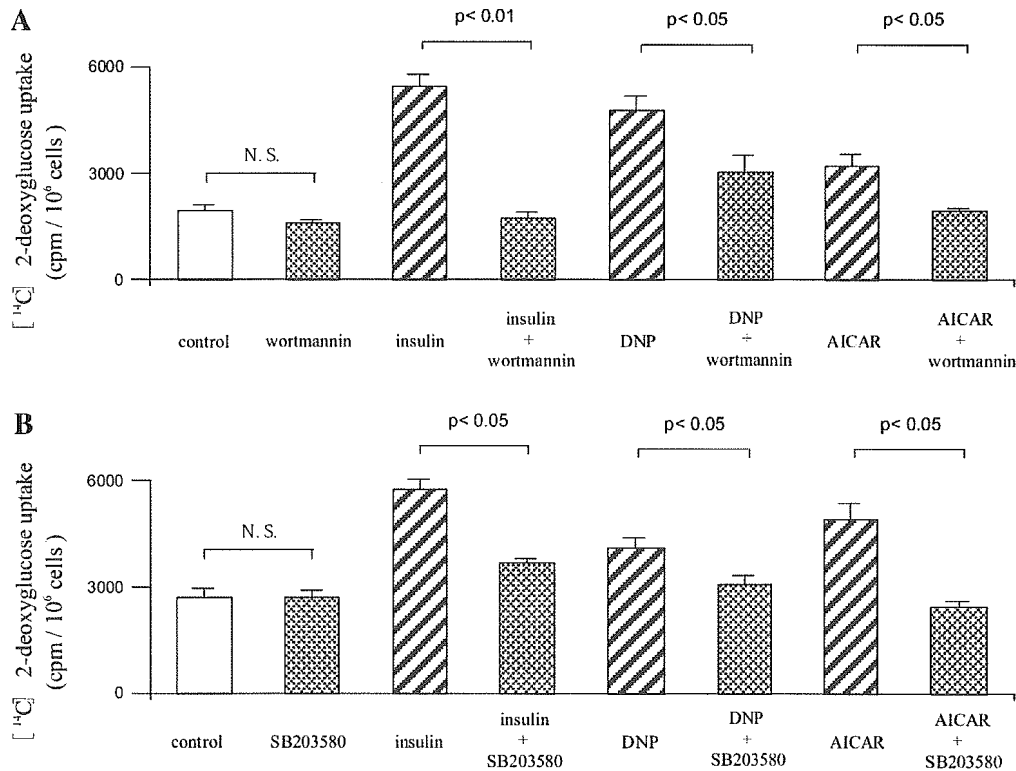 A
p< 0.01
p< 0.05
p< 0.05
[ ¹⁴C] 2-deoxyglucose uptake
(cpm / 10⁶ cells )
6000
3000
0
N. S.
control
wortmannin
insulin
insulin
+
wortmannin
DNP
DNP
+
wortmannin
AICAR
AICAR
+
wortmannin
B
p< 0.05
p< 0.05
p< 0.05
[ ¹⁴C] 2-deoxyglucose uptake
(cpm / 10⁶ cells )
6000
3000
0
N. S.
control
SB203580
insulin
insulin
+
SB203580
DNP
DNP
+
SB203580
AICAR
AICAR
+
SB203580